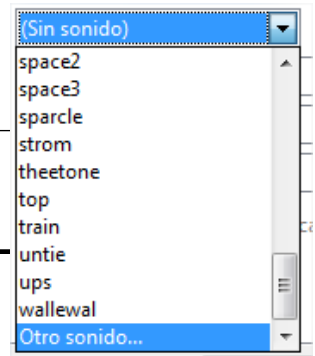 (Sin sonido)
space2
space3
sparcle
strom
theetone
top
train
untie
ups
wallewal
Otro sonido...